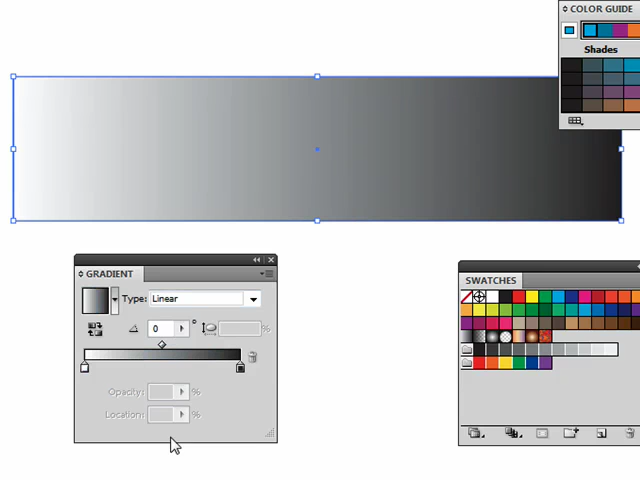 COLOR GUIDE
Shades
GRADIENT
Type: Linear
0 ° %
Opacity: %
Location: %
SWATCHES